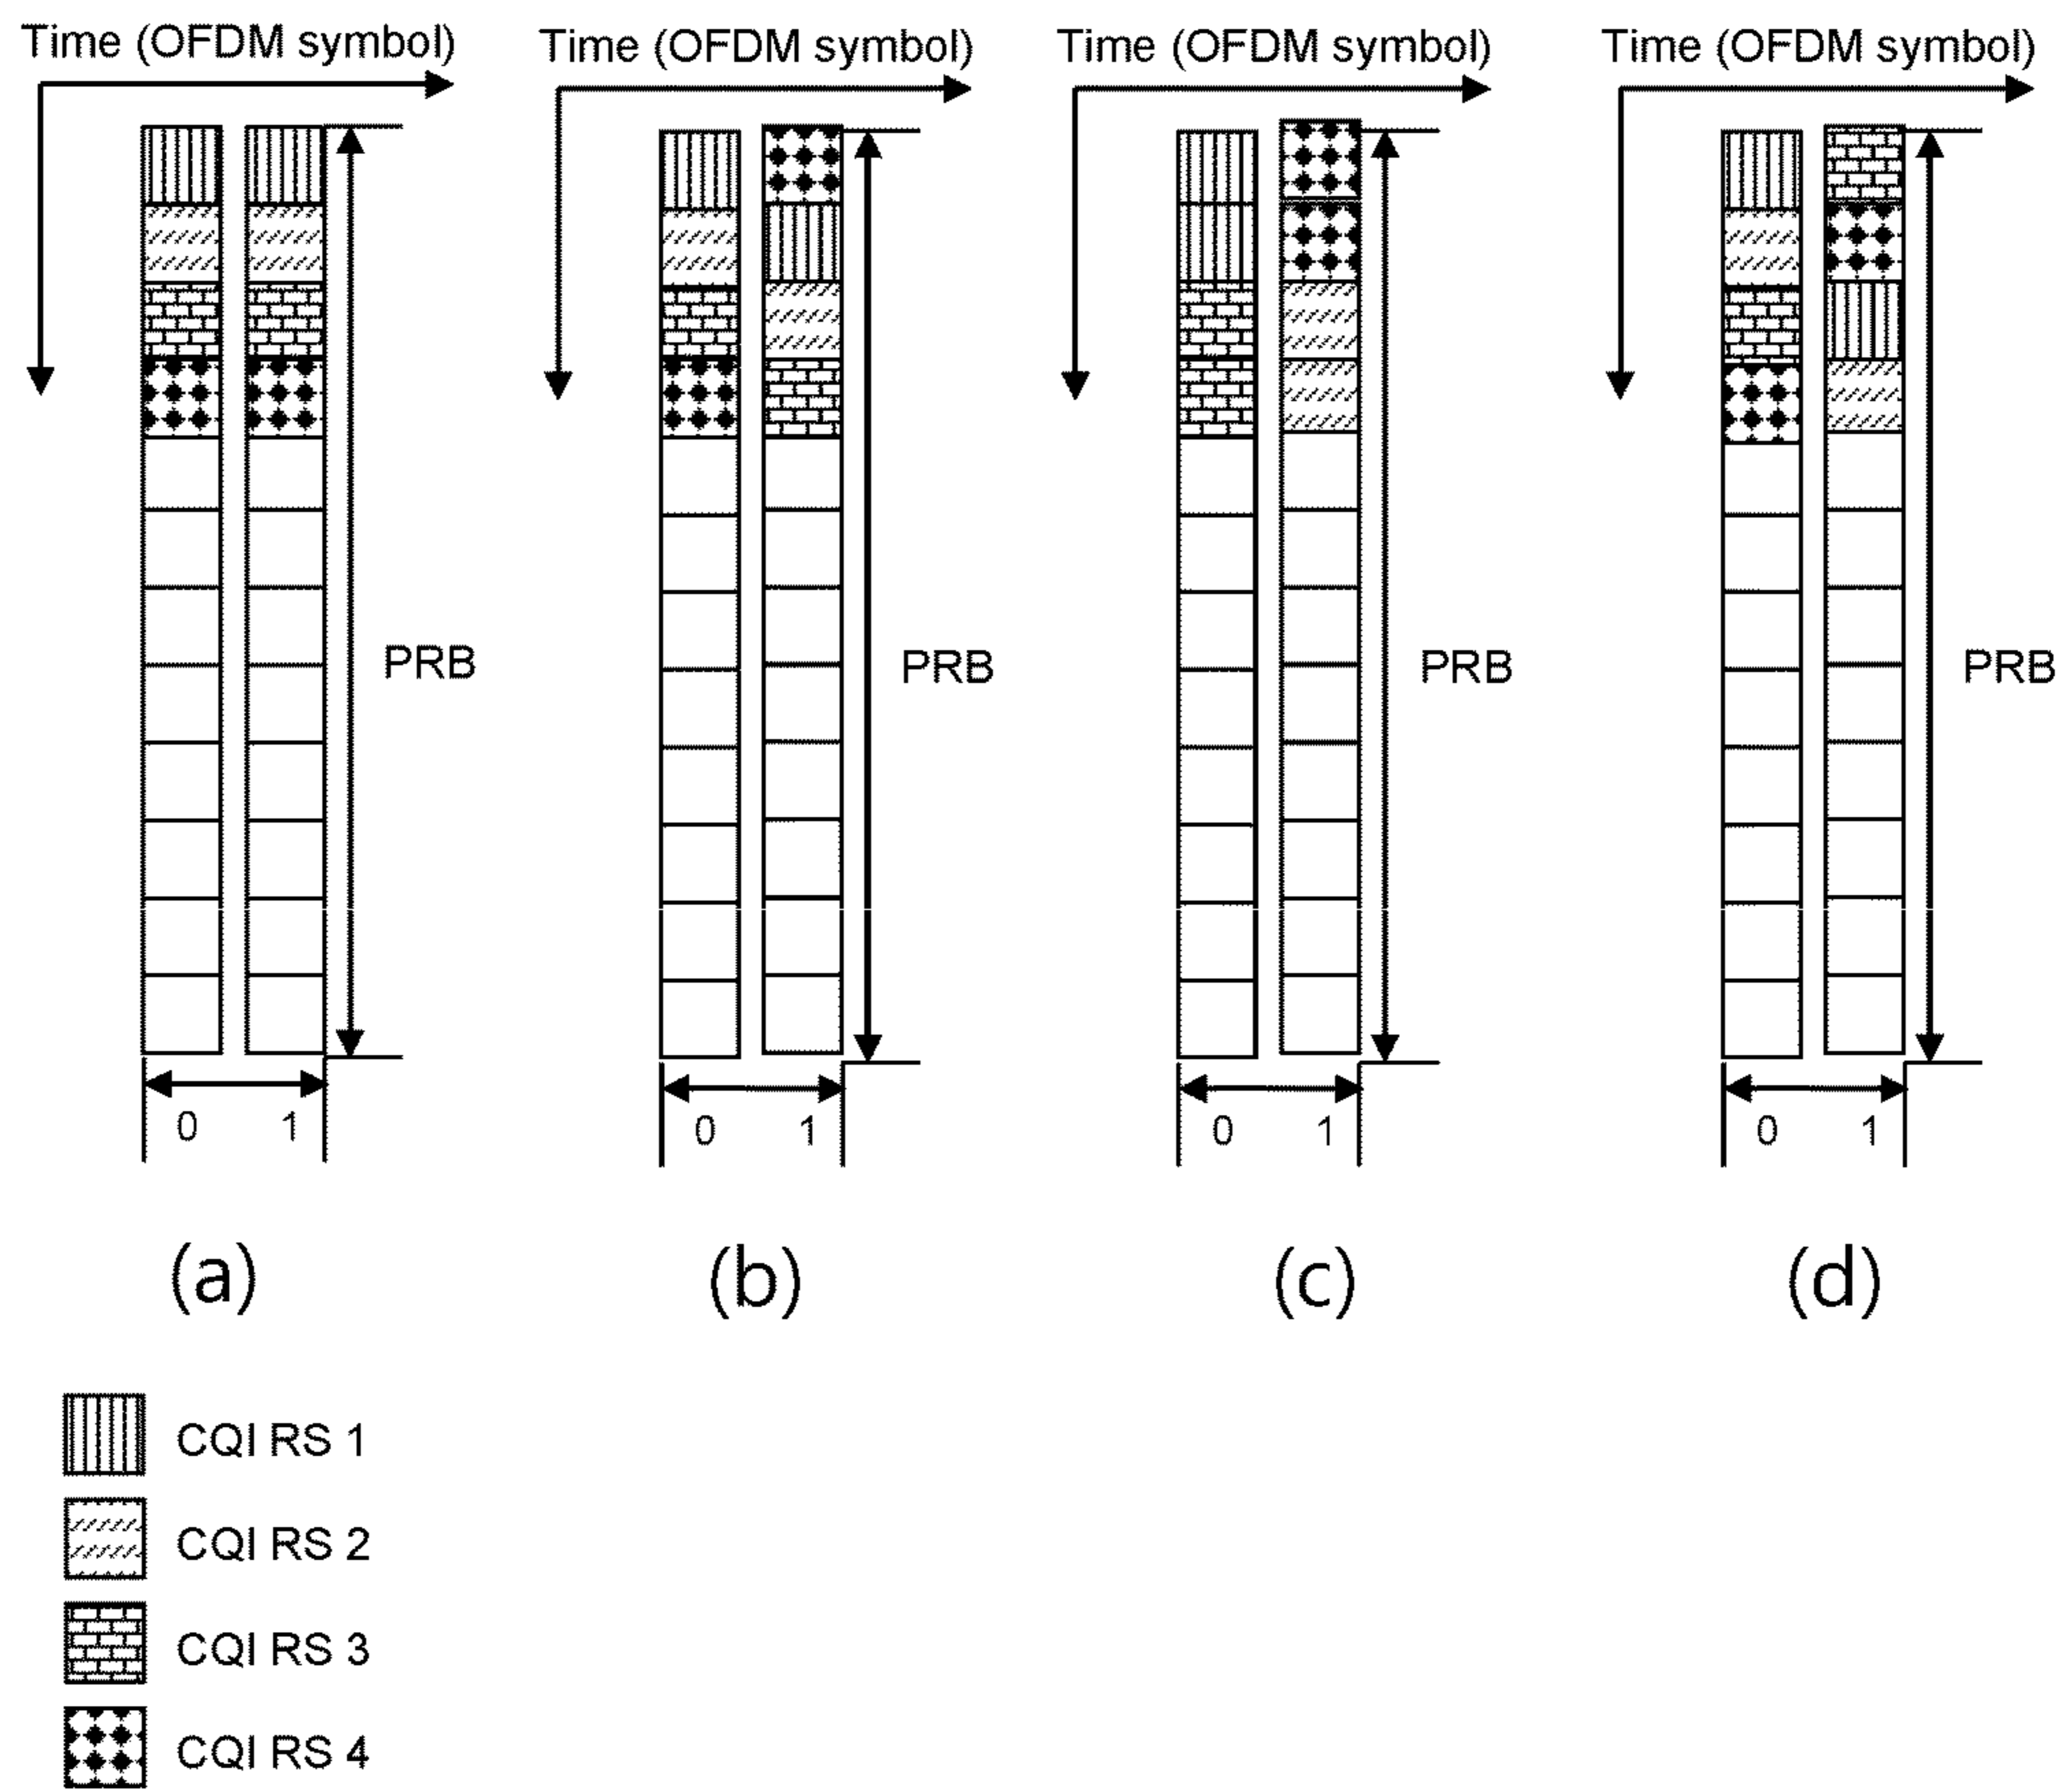 Time (OFDM symbol) Time (OFDM symbol) Time (OFDM symbol) Time (OFDM symbol)
PRB PRB PRB PRB
0 1 0 1 0 1 0 1
(a) (b) (c) (d)
CQI RS 1
CQI RS 2
CQI RS 3
CQI RS 4